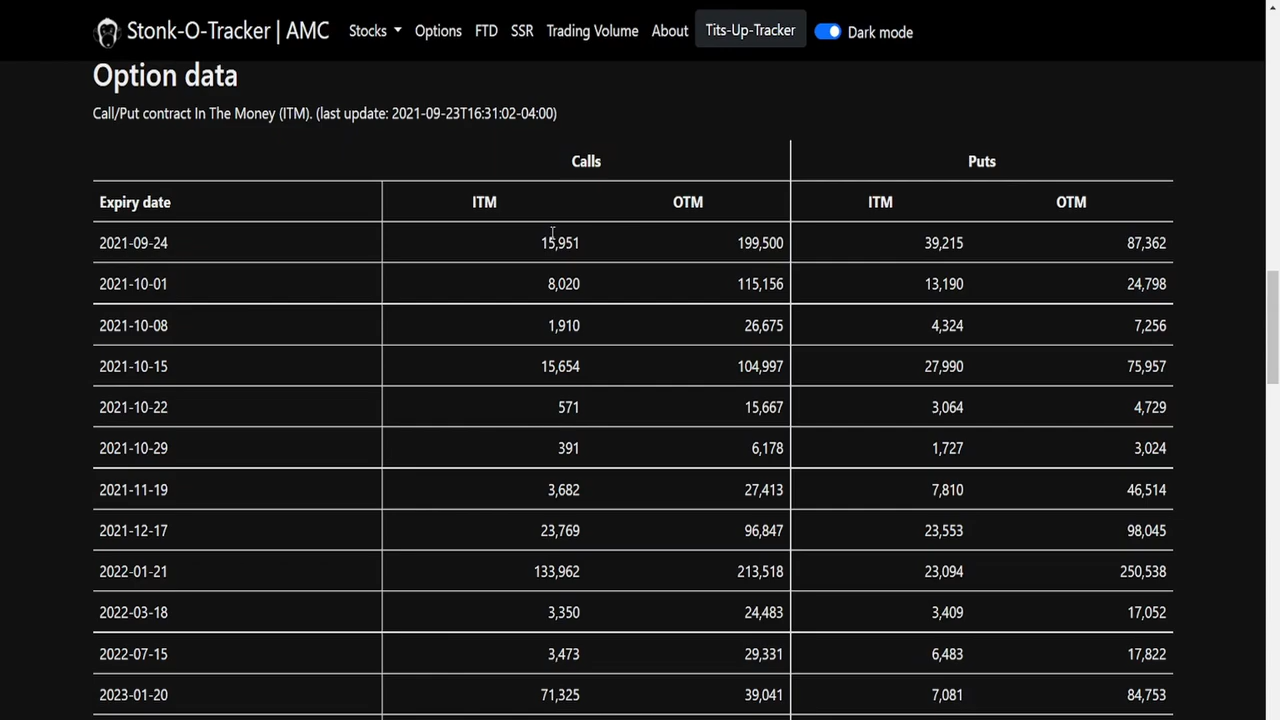 Stonk-O-Tracker | AMC Stocks Options FTD SSR Trading Volume About Tits-Up-Tracker Dark mode
Option data
Call/Put contract In The Money (ITM). (last update: 2021-09-23T16:31:02-04:00)
Calls Puts
Expiry date ITM OTM ITM OTM
2021-09-24 15,951 199,500 39,215 87,362
2021-10-01 8,020 115,156 13,190 24,798
2021-10-08 1,910 26,675 4,324 7,256
2021-10-15 15,654 104,997 27,990 75,957
2021-10-22 571 15,667 3,064 4,729
2021-10-29 391 6,178 1,727 3,024
2021-11-19 3,682 27,413 7,810 46,514
2021-12-17 23,769 96,847 23,553 98,045
2022-01-21 133,962 213,518 23,094 250,538
2022-03-18 3,350 24,483 3,409 17,052
2022-07-15 3,473 29,331 6,483 17,822
2023-01-20 71,325 39,041 7,081 84,753